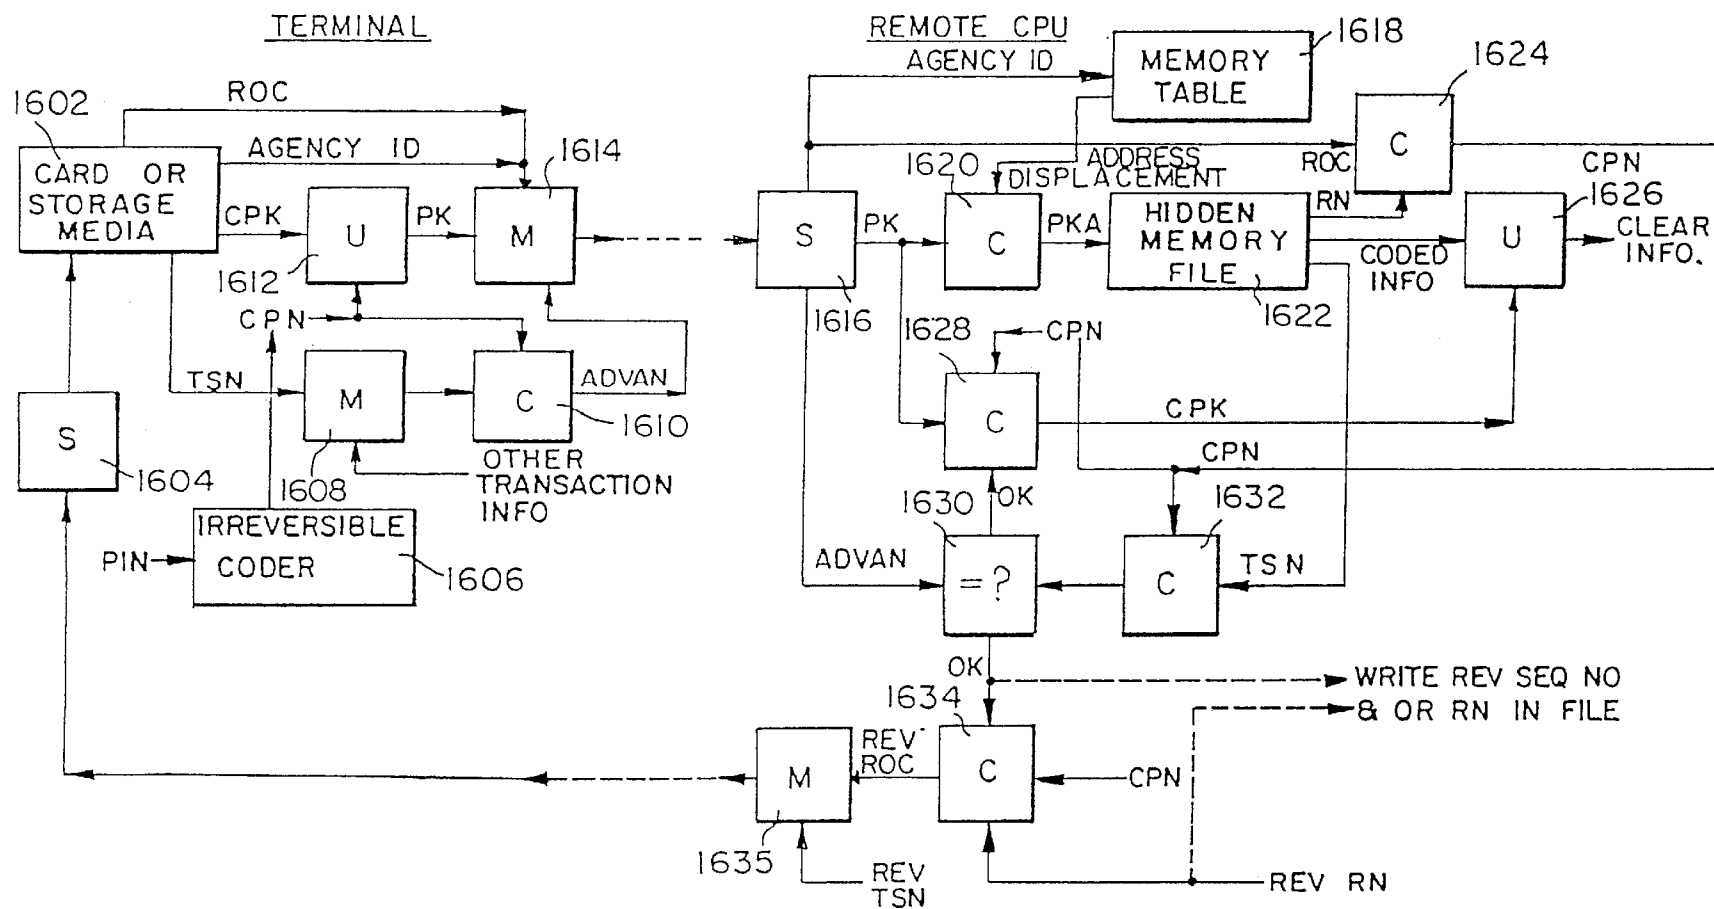 TERMINAL
REMOTE CPU
AGENCY ID
1618
MEMORY
TABLE
1624
1602
ROC
AGENCY ID
1614
CARD OR
STORAGE
MEDIA
CPK
U
PK
M
1612
S
1616
PK
1620
ADDRESS
DISPLACEMENT
C
PKA
HIDDEN
MEMORY
FILE
1622
ROC
RN
C
CPN
1626
U
CODED
INFO
CLEAR
INFO.
CPN
TSN
M
1608
C
ADVAN
1610
OTHER
TRANSACTION
INFO
S
1604
IRREVERSIBLE
CODER
PIN
1606
1628
CPN
C
CPK
CPN
OK
1630
1632
ADVAN
= ?
C
TSN
OK
WRITE REV SEQ NO
& OR RN IN FILE
1634
REV
ROC
M
C
CPN
1635
REV
TSN
REV RN